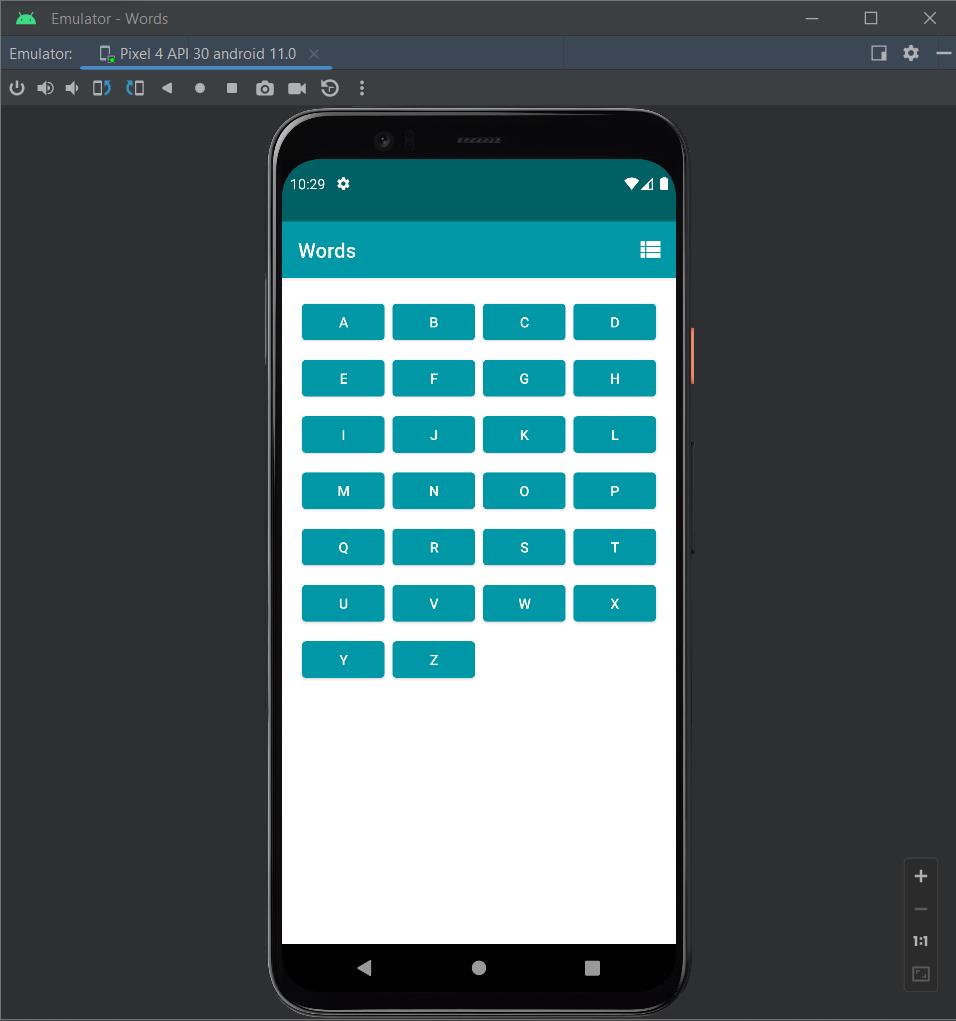 Emulator - Words
Emulator: Pixel 4 API 30 android 11.0
10:29
Words
A B C D
E F G H
I J K L
M N O P
Q R S T
U V W X
Y Z
1:1